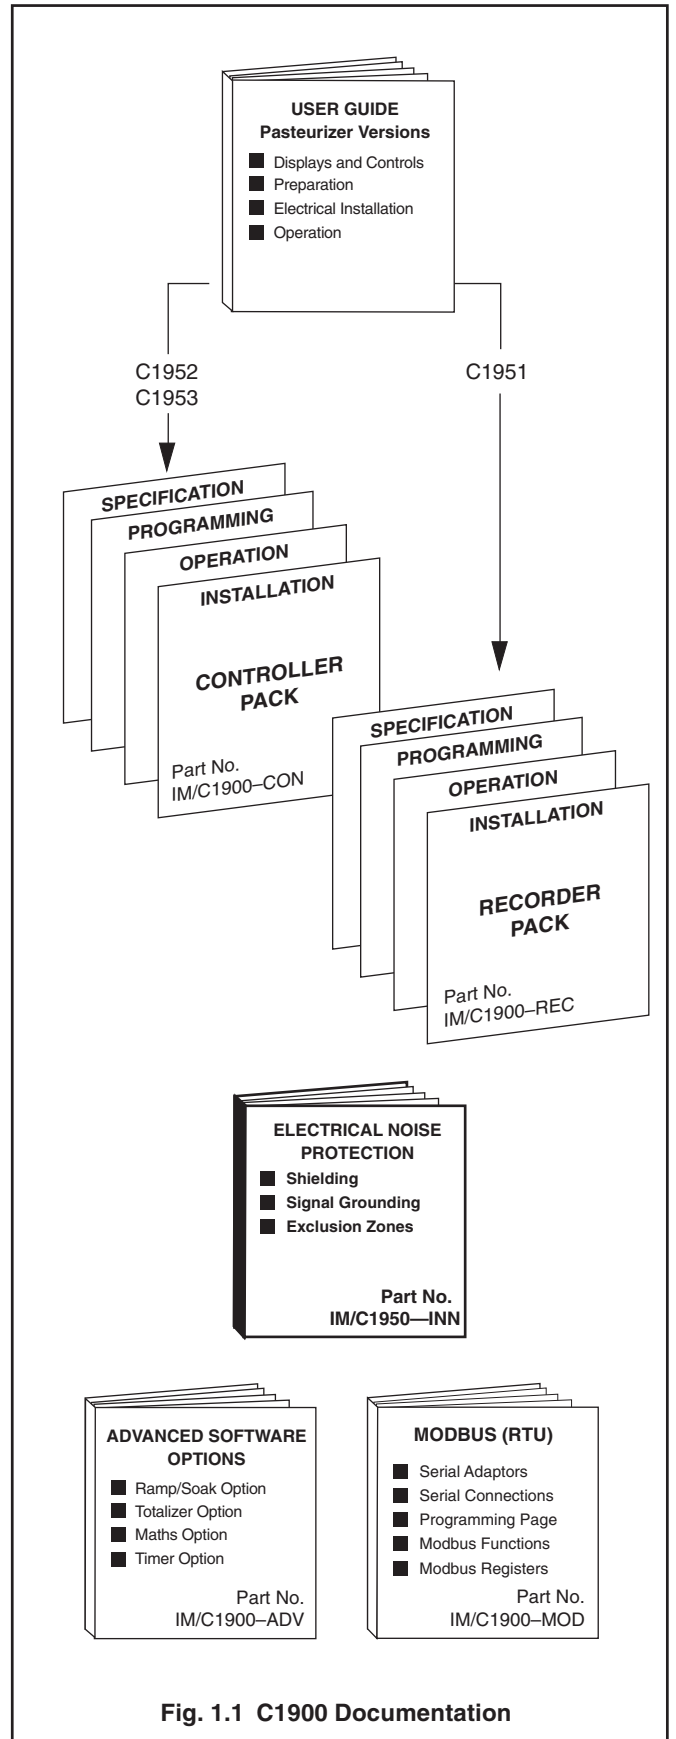 USER GUIDE
Pasteurizer Versions
Displays and Controls
Preparation
Electrical Installation
Operation
C1952
C1953
C1951
SPECIFICATION
PROGRAMMING
OPERATION
INSTALLATION
CONTROLLER
PACK
Part No.
IM/C1900–CON
SPECIFICATION
PROGRAMMING
OPERATION
INSTALLATION
RECORDER
PACK
Part No.
IM/C1900–REC
ELECTRICAL NOISE
PROTECTION
Shielding
Signal Grounding
Exclusion Zones
Part No.
IM/C1950—INN
ADVANCED SOFTWARE
OPTIONS
Ramp/Soak Option
Totalizer Option
Maths Option
Timer Option
Part No.
IM/C1900–ADV
MODBUS (RTU)
Serial Adaptors
Serial Connections
Programming Page
Modbus Functions
Modbus Registers
Part No.
IM/C1900–MOD
Fig. 1.1 C1900 Documentation